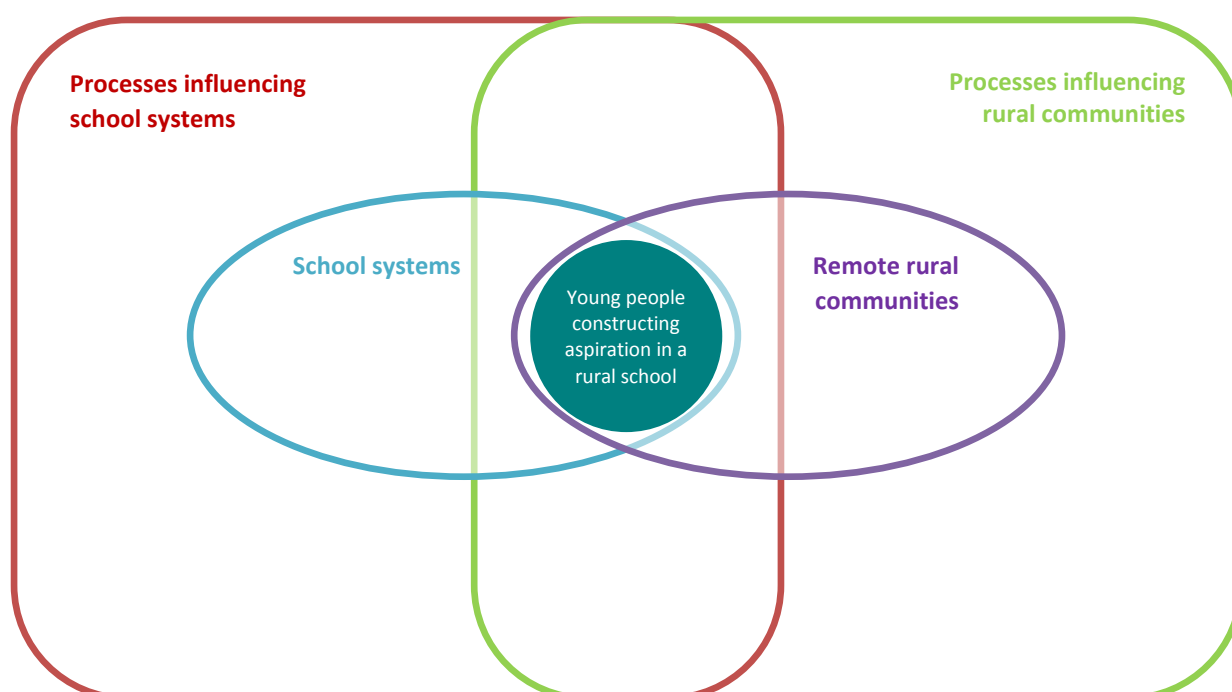 Processes influencing
school systems
Processes influencing
rural communities
School systems
Young people
constructing
aspiration in a
rural school
Remote rural
communities